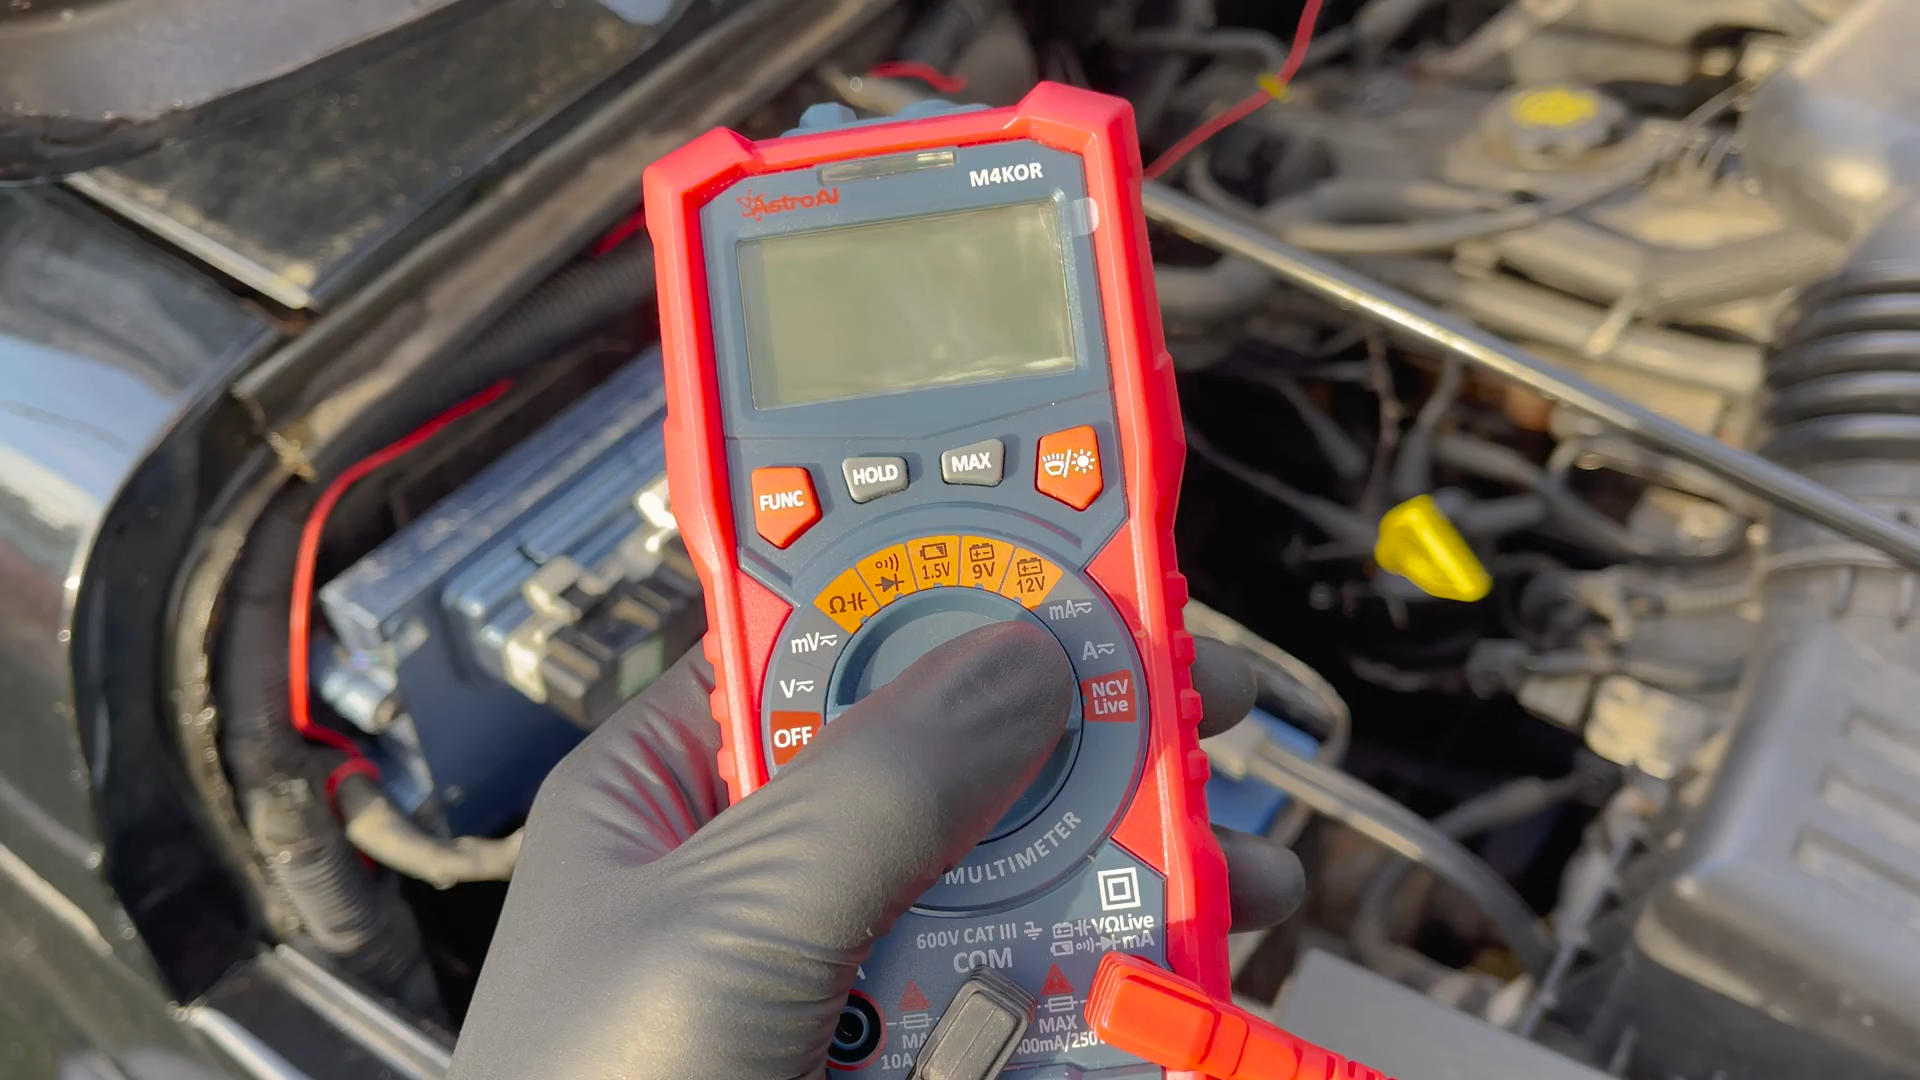 M4KOR
AstroAI
FUNC
HOLD
MAX
Ω
1.5V
9V
12V
mV
mA
V
A
OFF
NCV
Live
MULTIMETER
600V CAT III
VΩLive
mA
COM
MAX
10A